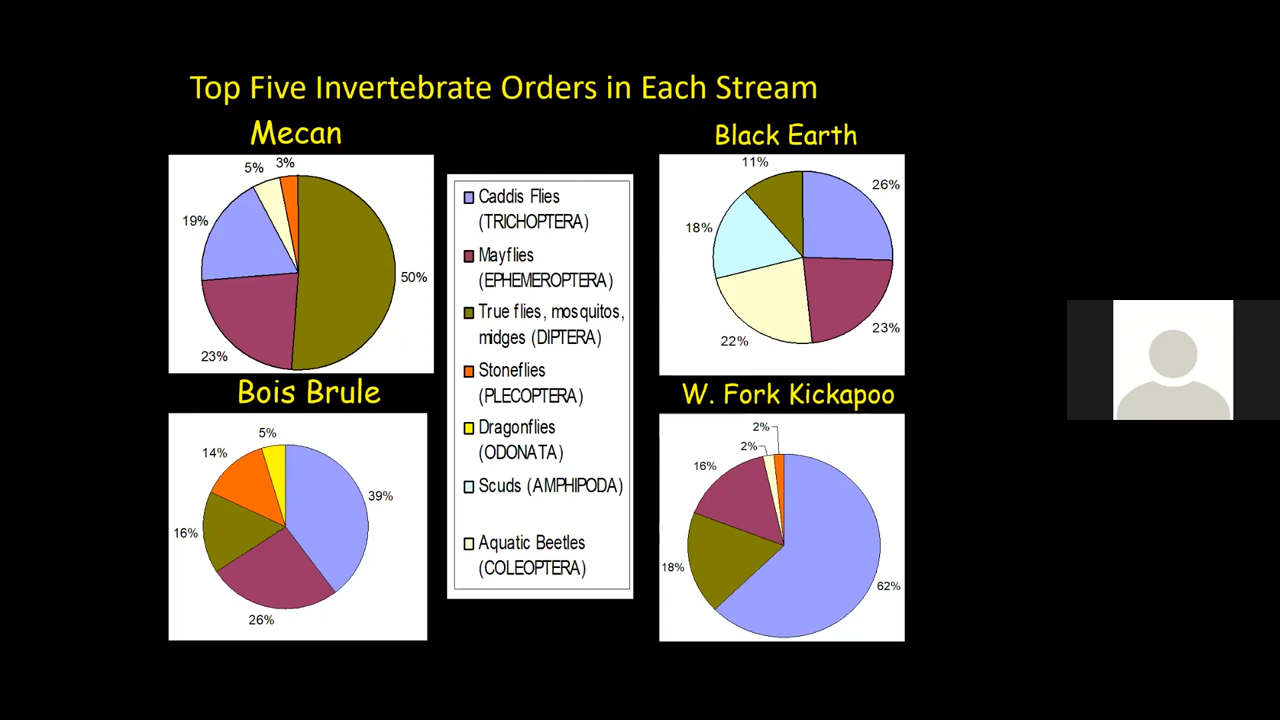 Top Five Invertebrate Orders in Each Stream
Mecan
5%
3%
19%
50%
23%
Black Earth
11%
26%
18%
23%
22%
Caddis Flies
(TRICHOPTERA)
Mayflies
(EPHEMEROPTERA)
True flies, mosquitos,
midges (DIPTERA)
Stoneflies
(PLECOPTERA)
Dragonflies
(ODONATA)
Scuds (AMPHIPODA)
Aquatic Beetles
(COLEOPTERA)
Bois Brule
5%
14%
39%
16%
26%
W. Fork Kickapoo
2%
2%
16%
18%
62%